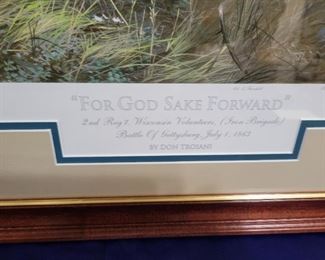 "FOR GOD SAKE FORWARD"
2nd Reg't. Wisconsin Volunteers, (Iron Brigade)
Battle Of Gettysburg, July 1, 1863
BY DON TROIANI